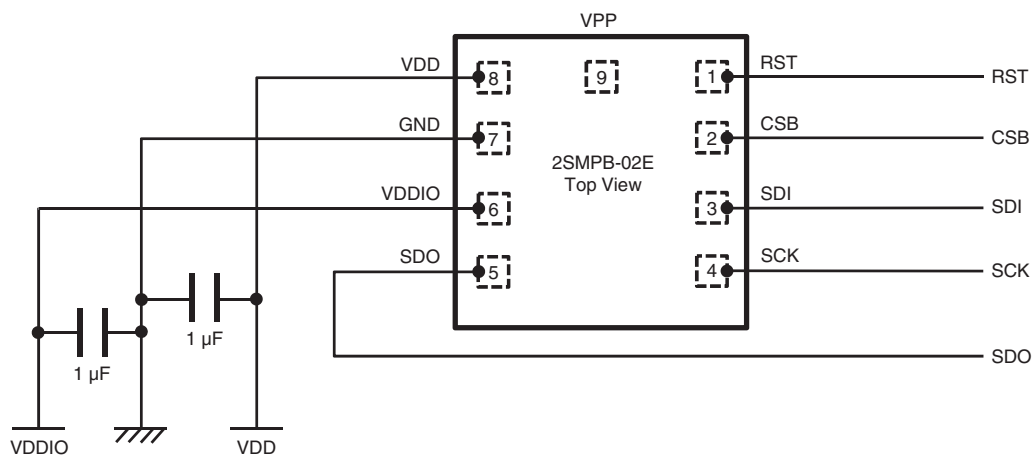 VPP
VDD
8
9
1
RST
RST
GND
7
2
CSB
CSB
2SMPB-02E
Top View
VDDIO
6
3
SDI
SDI
SDO
5
4
SCK
SCK
1 µF
1 µF
SDO
VDDIO
VDD